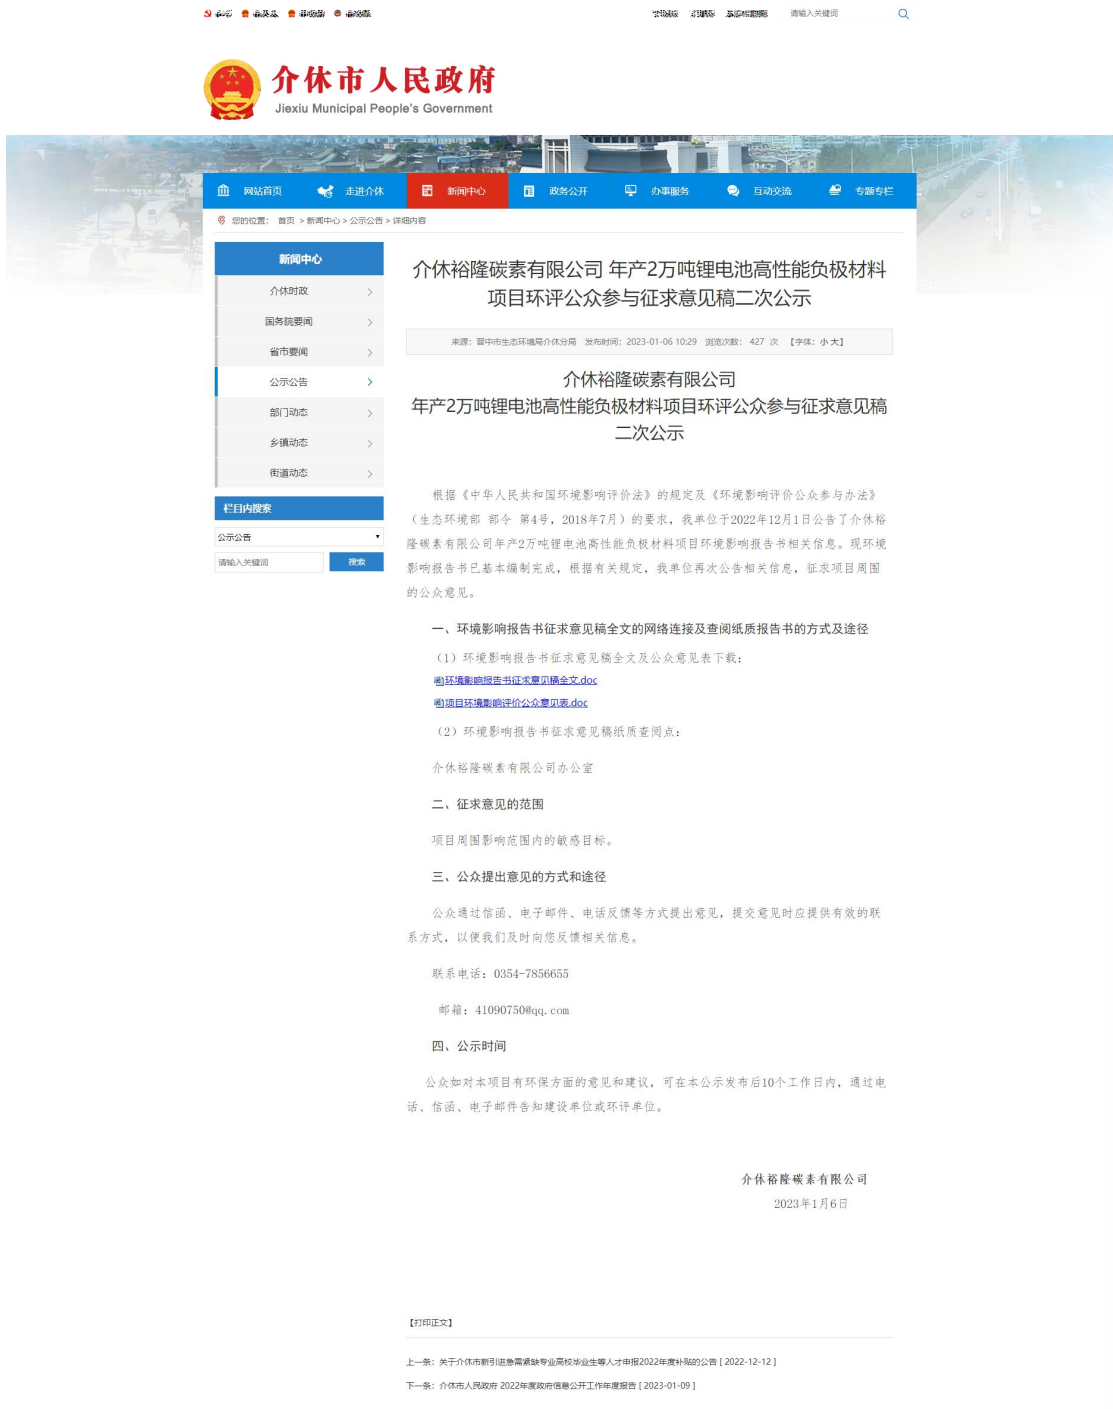 请输入关键词
介休市人民政府
Jiexiu Municipal People's Government
网站首页 走进介休 新闻中心 政务公开 办事服务 互动交流 专题专栏
您的位置： 首页 > 新闻中心 > 公示公告 > 详细内容
新闻中心
介休时政
国务院要闻
省市要闻
公示公告
部门动态
乡镇动态
街道动态
栏目内搜索
公示公告
请输入关键词 搜索
介休裕隆碳素有限公司 年产2万吨锂电池高性能负极材料
项目环评公众参与征求意见稿二次公示
来源：晋中市生态环境局介休分局 发布时间：2023-01-06 10:29 浏览次数： 427 次 【字体：小 大】
介休裕隆碳素有限公司
年产2万吨锂电池高性能负极材料项目环评公众参与征求意见稿
二次公示
根据《中华人民共和国环境影响评价法》的规定及《环境影响评价公众参与办法》
（生态环境部 部令 第4号，2018年7月）的要求，我单位于2022年12月1日公告了介休裕
隆碳素有限公司年产2万吨锂电池高性能负极材料项目环境影响报告书相关信息。现环境
影响报告书已基本编制完成，根据有关规定，我单位再次公告相关信息，征求项目周围
的公众意见。
一、环境影响报告书征求意见稿全文的网络连接及查阅纸质报告书的方式及途径
（1）环境影响报告书征求意见稿全文及公众意见表下载：
环境影响报告书征求意见稿全文.doc
项目环境影响评价公众意见表.doc
（2）环境影响报告书征求意见稿纸质查阅点：
介休裕隆碳素有限公司办公室
二、征求意见的范围
项目周围影响范围内的敏感目标。
三、公众提出意见的方式和途径
公众通过信函、电子邮件、电话反馈等方式提出意见，提交意见时应提供有效的联
系方式，以便我们及时向您反馈相关信息。
联系电话：0354-7856655
邮箱：41090750@qq.com
四、公示时间
公众如对本项目有环保方面的意见和建议，可在本公示发布后10个工作日内，通过电
话、信函、电子邮件告知建设单位或环评单位。
介休裕隆碳素有限公司
2023年1月6日
【打印正文】
上一条：关于介休市新引进急需紧缺专业高校毕业生等人才申报2022年度补贴的公告 [ 2022-12-12 ]
下一条：介休市人民政府 2022年度政府信息公开工作年度报告 [ 2023-01-09 ]